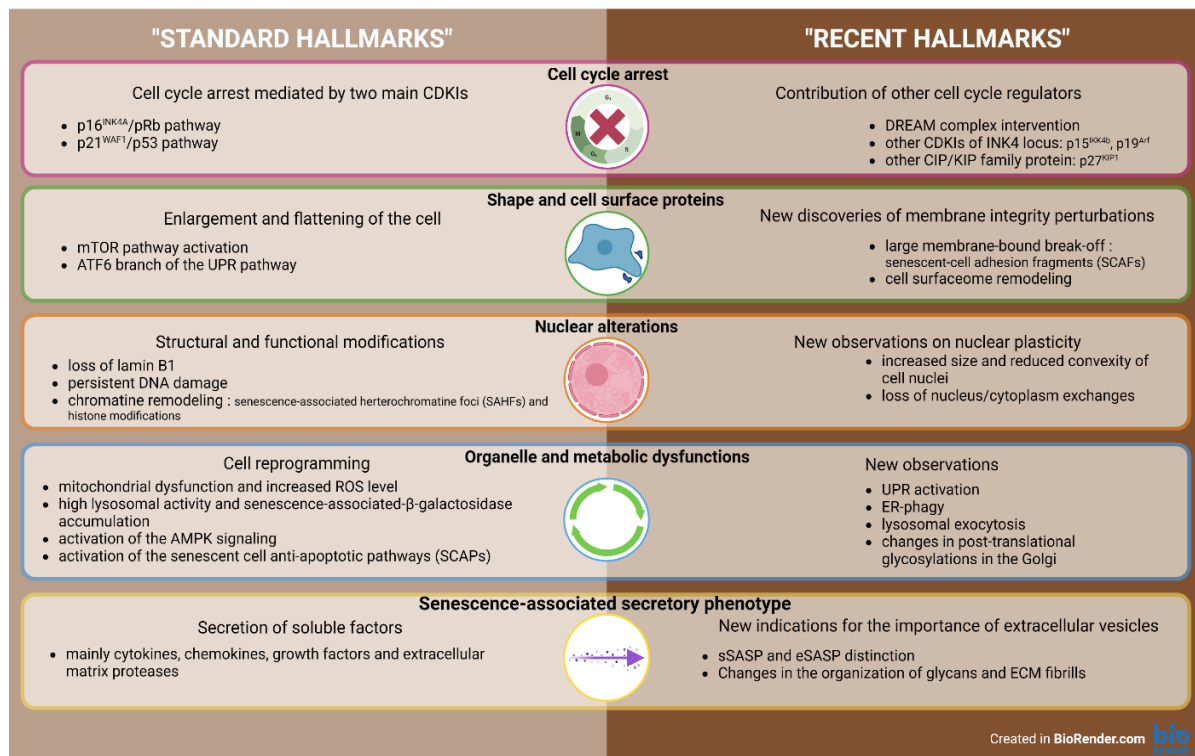 "STANDARD HALLMARKS"
"RECENT HALLMARKS"
Cell cycle arrest
Cell cycle arrest mediated by two main CDKIs
• p16INK4A/pRb pathway
• p21WAF1/p53 pathway
G₁
S
G₂
M
Contribution of other cell cycle regulators
• DREAM complex intervention
• other CDKIs of INK4 locus: p15IKK4b, p19Arf
• other CIP/KIP family protein: p27KIP1
Shape and cell surface proteins
Enlargement and flattening of the cell
• mTOR pathway activation
• ATF6 branch of the UPR pathway
New discoveries of membrane integrity perturbations
• large membrane-bound break-off :
senescent-cell adhesion fragments (SCAFs)
• cell surfaceome remodeling
Nuclear alterations
Structural and functional modifications
• loss of lamin B1
• persistent DNA damage
• chromatine remodeling : senescence-associated herterochromatine foci (SAHFs) and
histone modifications
New observations on nuclear plasticity
• increased size and reduced convexity of
cell nuclei
• loss of nucleus/cytoplasm exchanges
Organelle and metabolic dysfunctions
Cell reprogramming
• mitochondrial dysfunction and increased ROS level
• high lysosomal activity and senescence-associated-β-galactosidase
accumulation
• activation of the AMPK signaling
• activation of the senescent cell anti-apoptotic pathways (SCAPs)
New observations
• UPR activation
• ER-phagy
• lysosomal exocytosis
• changes in post-translational
glycosylations in the Golgi
Senescence-associated secretory phenotype
Secretion of soluble factors
• mainly cytokines, chemokines, growth factors and extracellular
matrix proteases
New indications for the importance of extracellular vesicles
• sSASP and eSASP distinction
• Changes in the organization of glycans and ECM fibrills
Created in BioRender.com
bio
RENDER